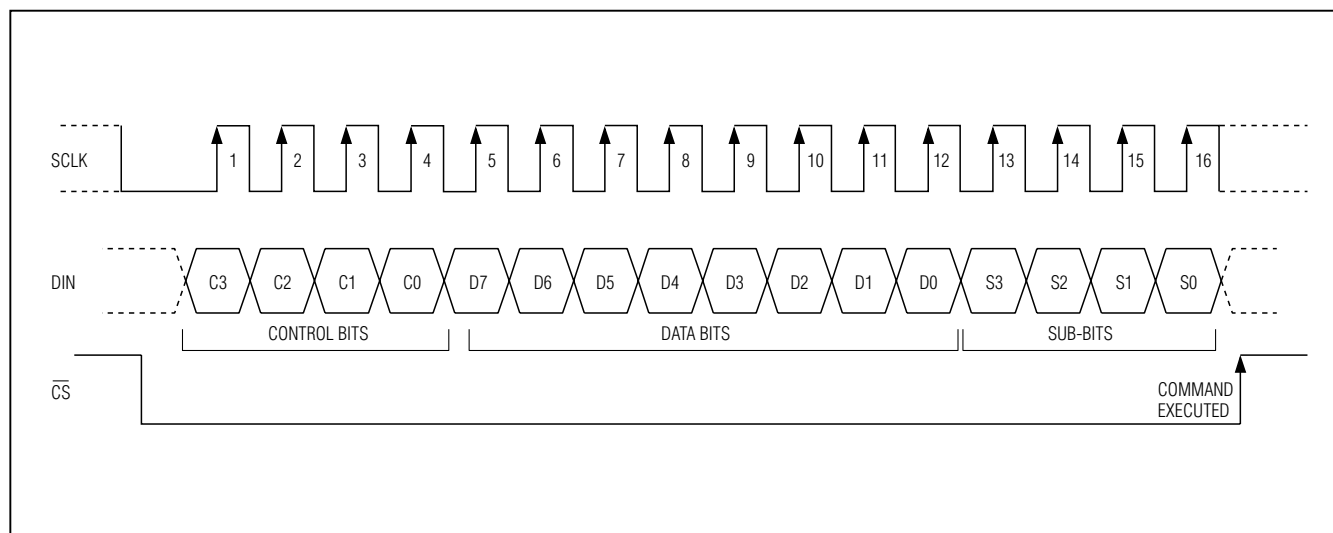 SCLK 1 2 3 4 5 6 7 8 9 10 11 12 13 14 15 16
DIN C3 C2 C1 C0 D7 D6 D5 D4 D3 D2 D1 D0 S3 S2 S1 S0
CONTROL BITS DATA BITS SUB-BITS
CS
COMMAND
EXECUTED